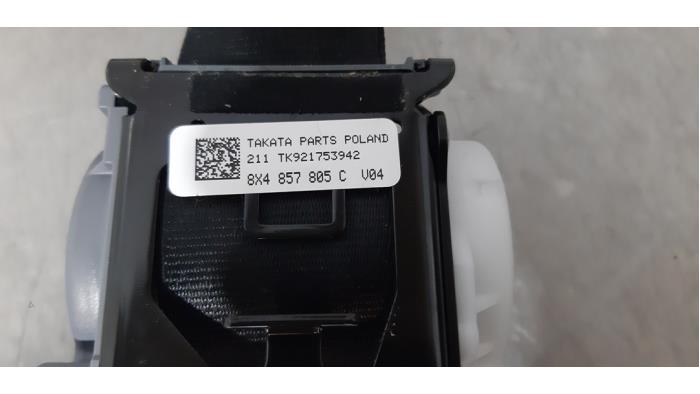 TAKATA PARTS POLAND
211 TK921753942
8X4 857 805 C V04